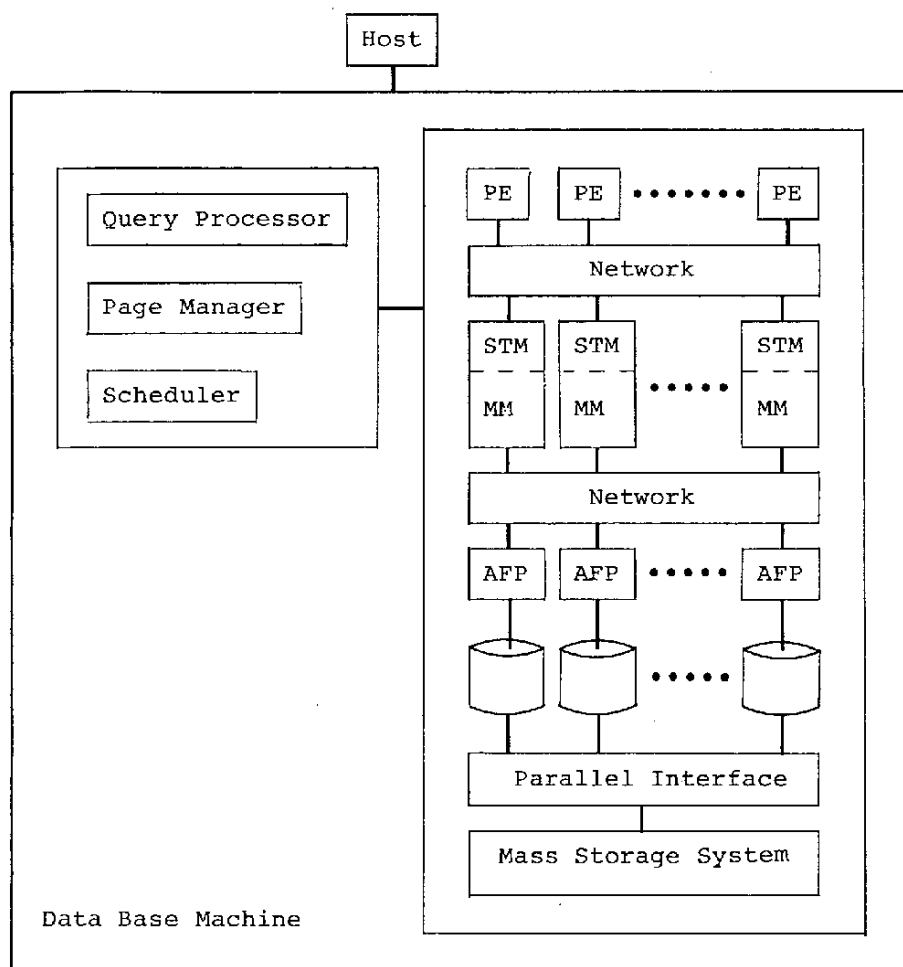 Host
Query Processor
Page Manager
Scheduler
PE PE PE
Network
STM STM STM
MM MM MM
Network
AFP AFP AFP
Parallel Interface
Mass Storage System
Data Base Machine